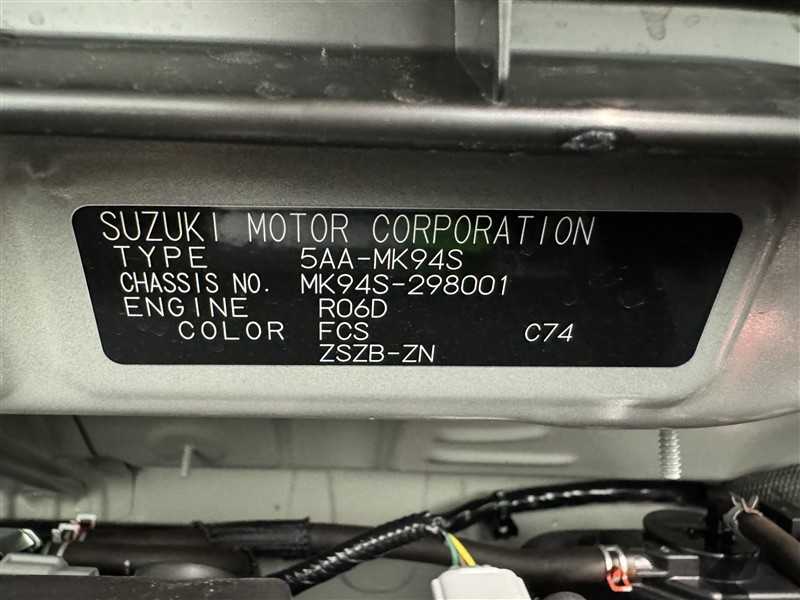 SUZUKI MOTOR CORPORATION
TYPE 5AA-MK94S
CHASSIS NO. MK94S-298001
ENGINE R06D
COLOR FCS C74
ZSZB-ZN